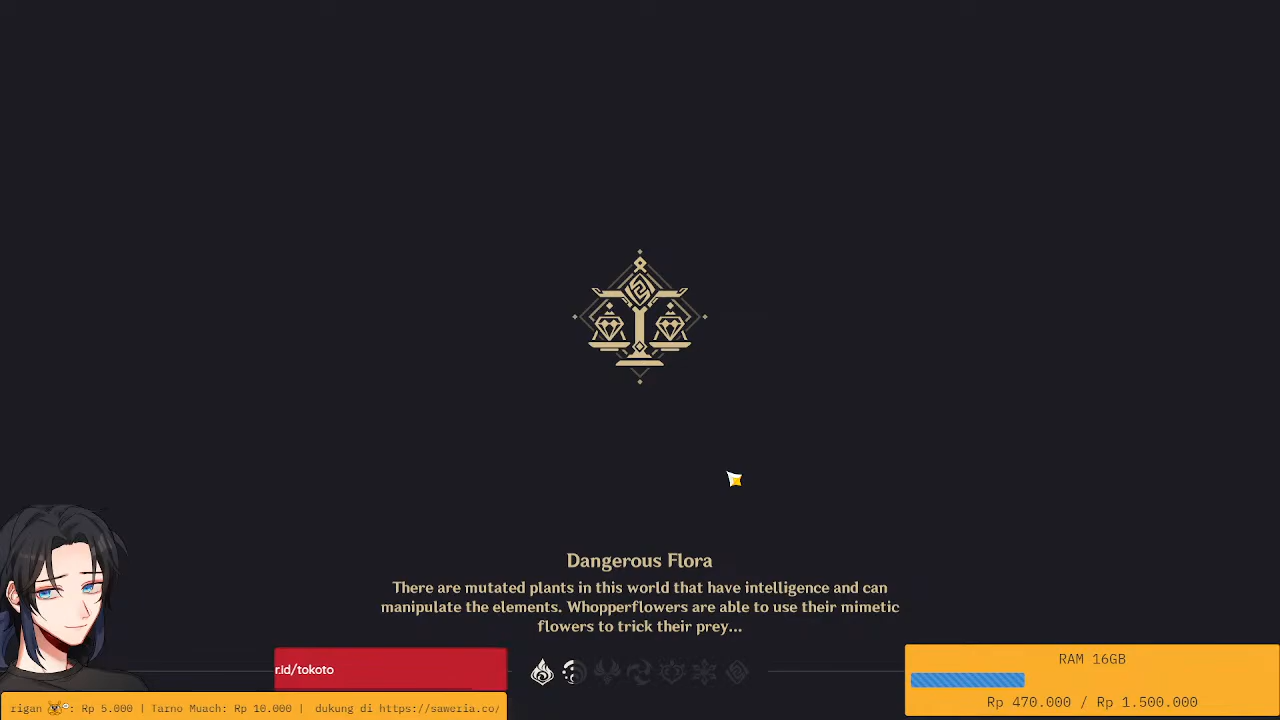 Dangerous Flora
There are mutated plants in this world that have intelligence and can
manipulate the elements. Whopperflowers are able to use their mimetic
flowers to trick their prey...
r.id/tokoto
RAM 16GB
Rp 470.000 / Rp 1.500.000
rigan : Rp 5.000 | Tarno Muach: Rp 10.000 | dukung di https://saweria.co/